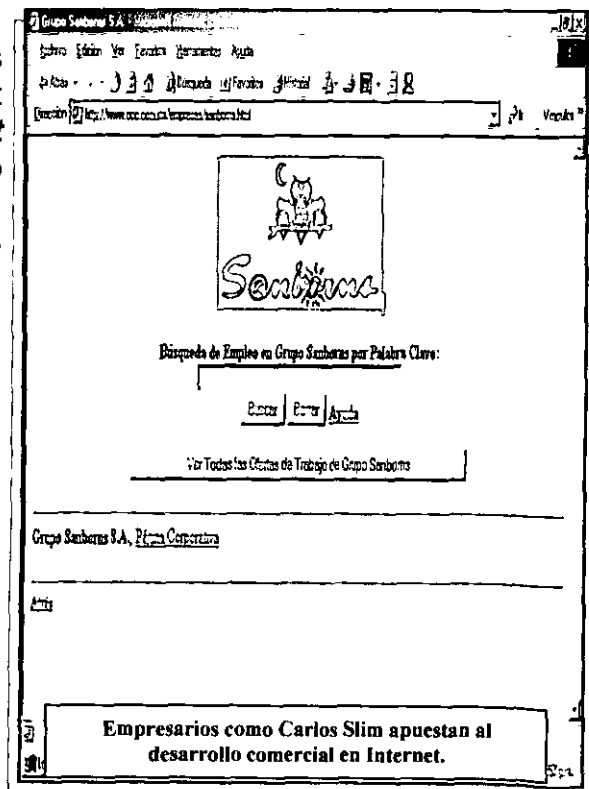 Grupo Sanborns S.A.
Archivo Edición Ver Favoritos Herramientas Ayuda
Atrás Búsqueda Favoritos Historial
Dirección Ir Vínculos
Sanborns
Búsqueda de Empleo en Grupo Sanborns por Palabra Clave:
Buscar Borrar Ayuda
Ver Todas las Ofertas de Trabajo de Grupo Sanborns
Grupo Sanborns S.A., Página Corporativa
Atrás
Empresarios como Carlos Slim apuestan al
desarrollo comercial en Internet.